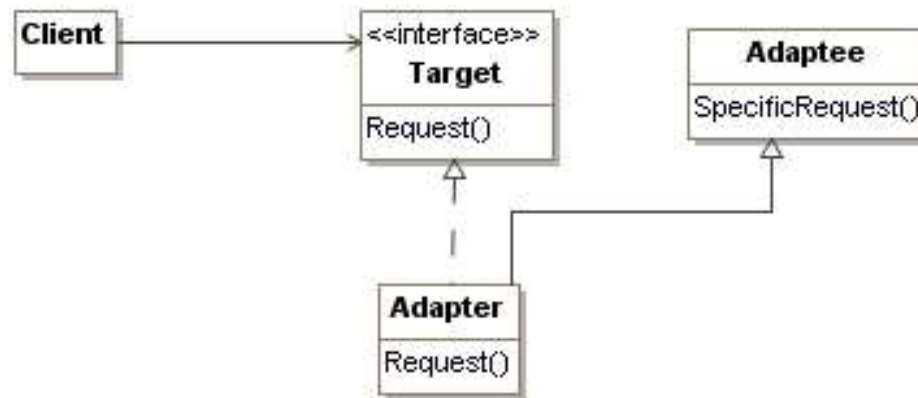 Client
<<interface>>
Target
Request()
Adaptee
SpecificRequest()
Adapter
Request()